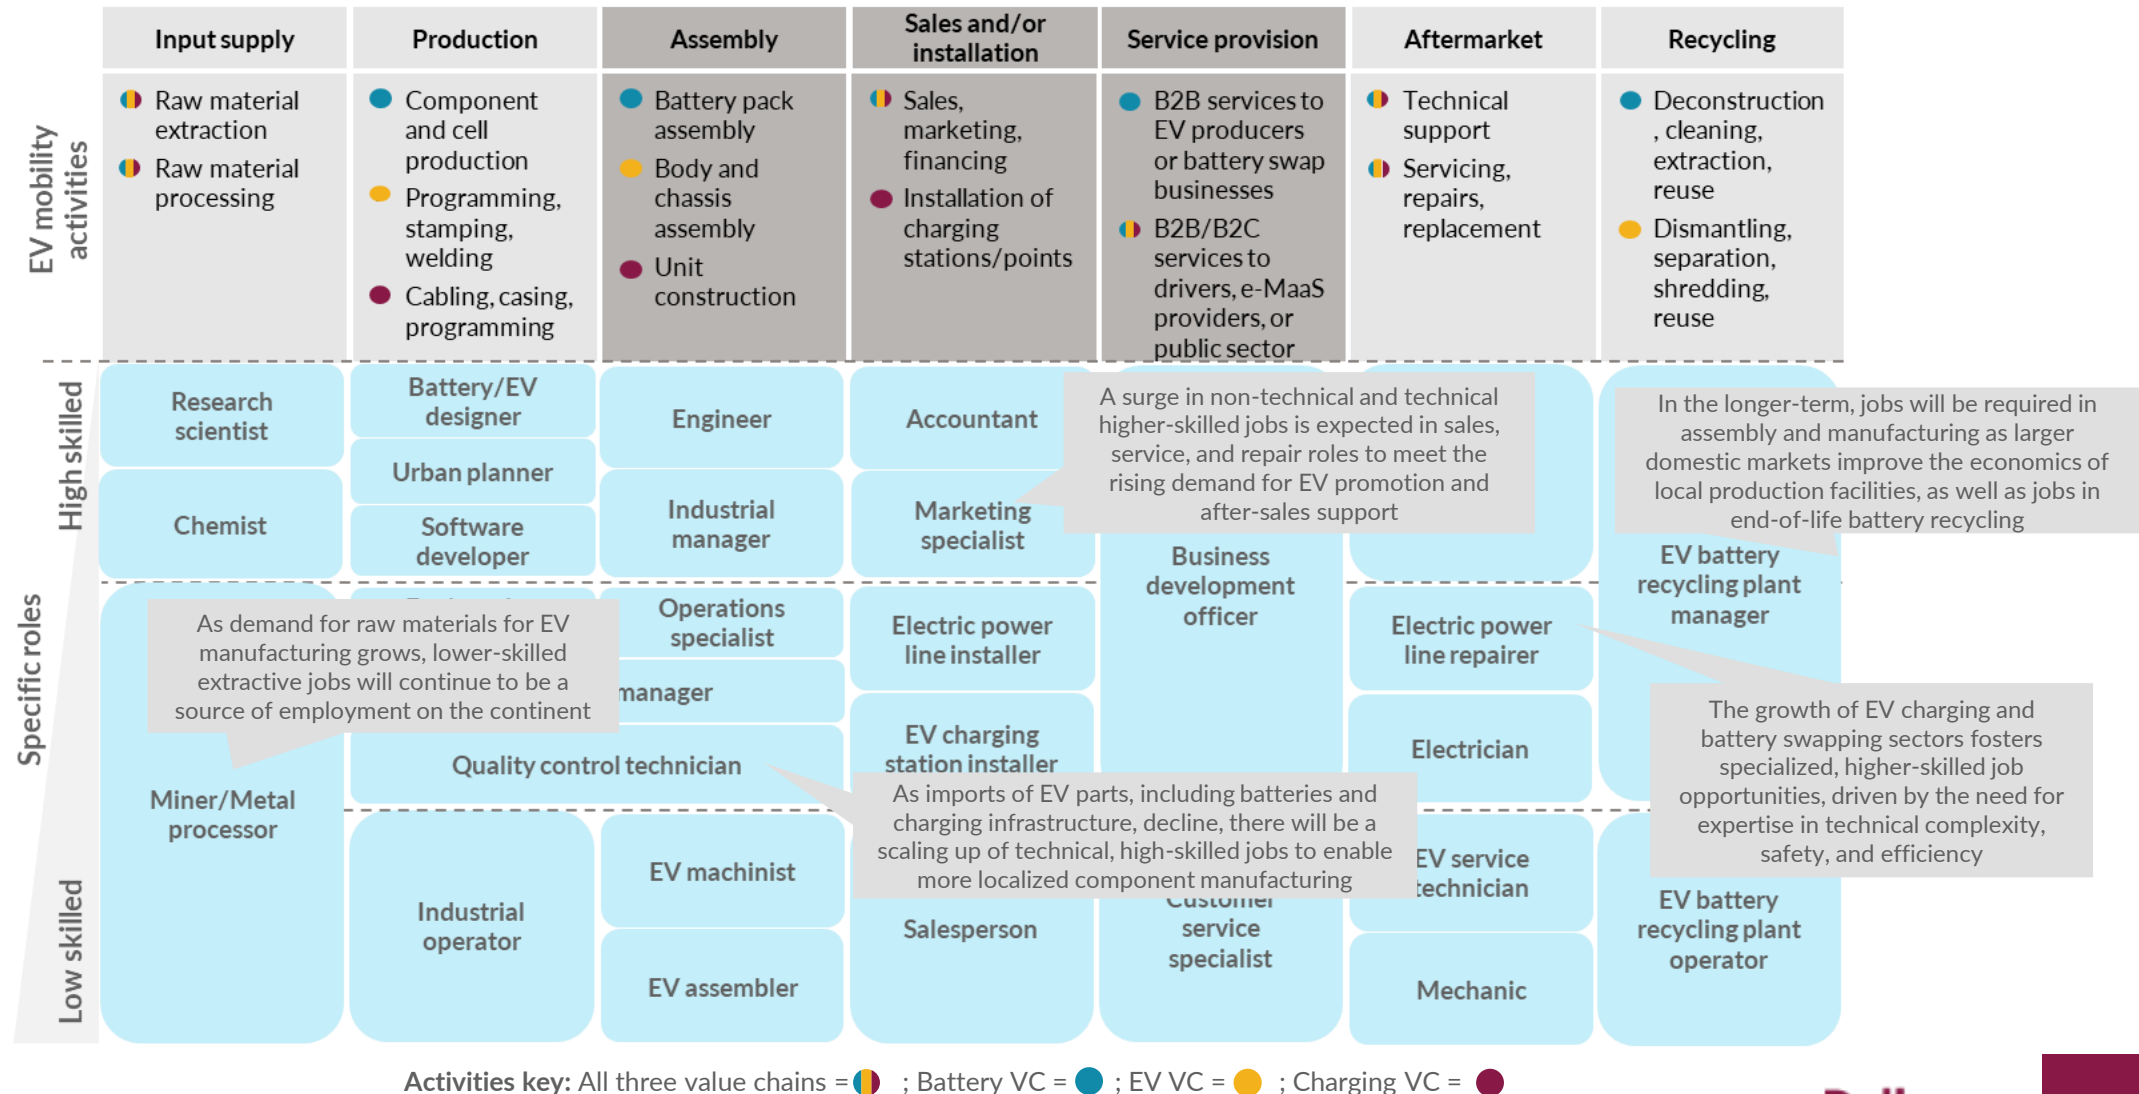 Input supply
Production
Assembly
Sales and/or
installation
Service provision
Aftermarket
Recycling
EV mobility
activities
Raw material
extraction
Raw material
processing
Component
and cell
production
Programming,
stamping,
welding
Cabling, casing,
programming
Battery pack
assembly
Body and
chassis
assembly
Unit
construction
Sales,
marketing,
financing
Installation of
charging
stations/points
B2B services to
EV producers
or battery swap
businesses
B2B/B2C
services to
drivers, e-MaaS
providers, or
public sector
Technical
support
Servicing,
repairs,
replacement
Deconstruction
, cleaning,
extraction,
reuse
Dismantling,
separation,
shredding,
reuse
Specific roles
High skilled
Low skilled
Research
scientist
Chemist
Miner/Metal
processor
Battery/EV
designer
Urban planner
Software
developer
Industrial
operator
Engineer
Industrial
manager
Operations
specialist
manager
Quality control technician
EV machinist
EV assembler
Accountant
Marketing
specialist
Electric power
line installer
EV charging
station installer
Salesperson
Business
development
officer
Customer
service
specialist
Electric power
line repairer
Electrician
EV service
technician
Mechanic
EV battery
recycling plant
manager
EV battery
recycling plant
operator
A surge in non-technical and technical
higher-skilled jobs is expected in sales,
service, and repair roles to meet the
rising demand for EV promotion and
after-sales support
In the longer-term, jobs will be required in
assembly and manufacturing as larger
domestic markets improve the economics of
local production facilities, as well as jobs in
end-of-life battery recycling
As demand for raw materials for EV
manufacturing grows, lower-skilled
extractive jobs will continue to be a
source of employment on the continent
As imports of EV parts, including batteries and
charging infrastructure, decline, there will be a
scaling up of technical, high-skilled jobs to enable
more localized component manufacturing
The growth of EV charging and
battery swapping sectors fosters
specialized, higher-skilled job
opportunities, driven by the need for
expertise in technical complexity,
safety, and efficiency
Activities key: All three value chains = ; Battery VC = ; EV VC = ; Charging VC =